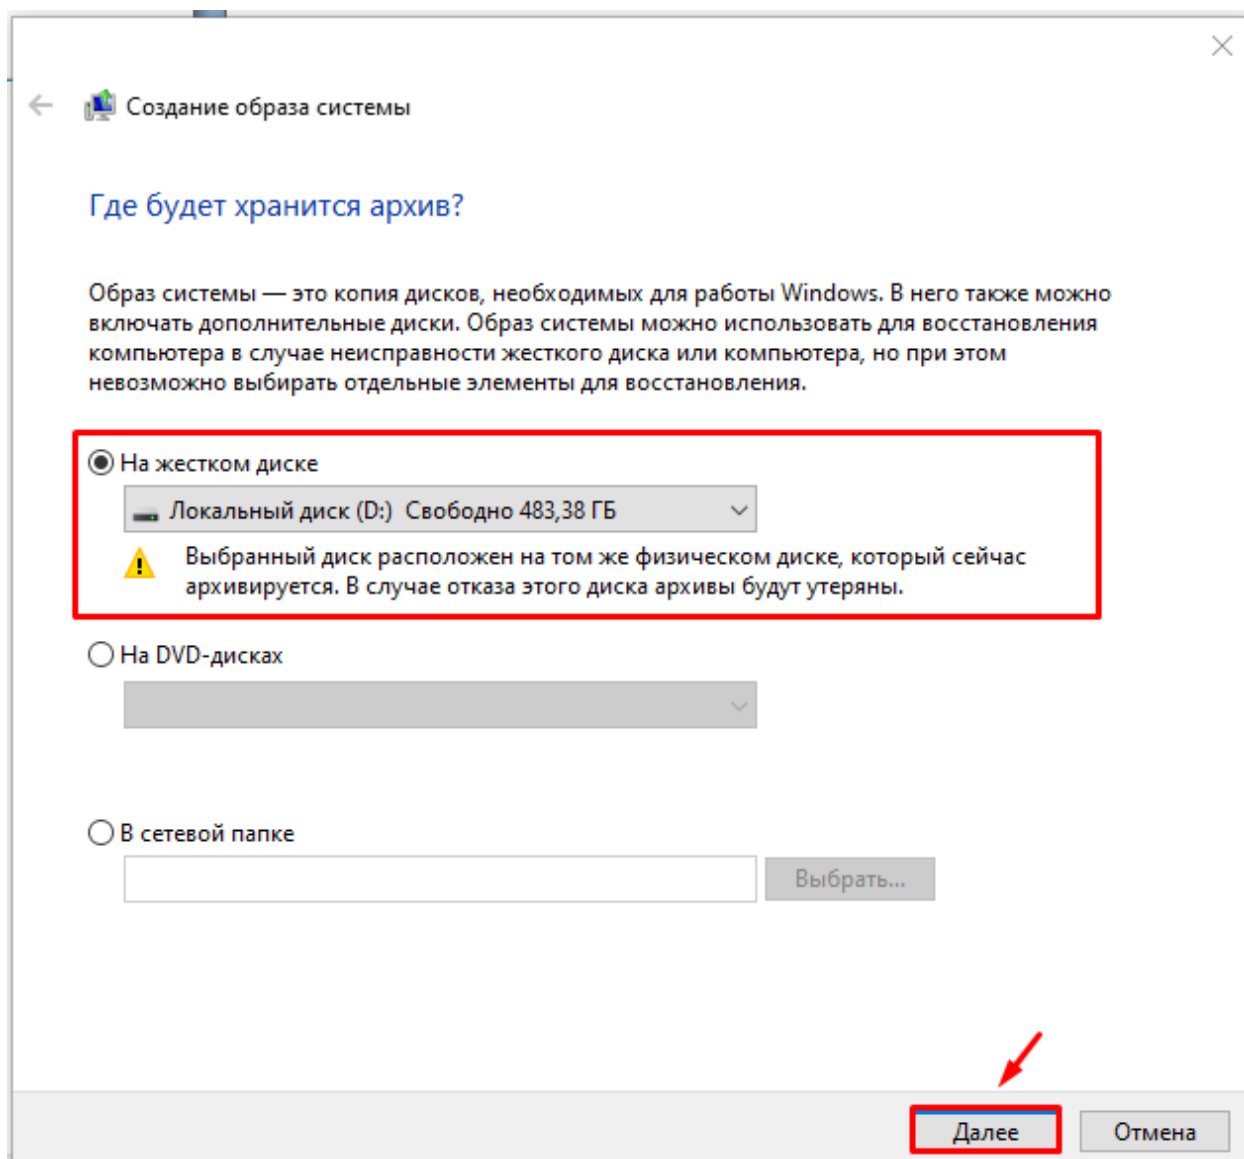 Создание образа системы
Где будет хранится архив?
Образ системы — это копия дисков, необходимых для работы Windows. В него также можно
включать дополнительные диски. Образ системы можно использовать для восстановления
компьютера в случае неисправности жесткого диска или компьютера, но при этом
невозможно выбирать отдельные элементы для восстановления.
На жестком диске
Локальный диск (D:) Свободно 483,38 ГБ
Выбранный диск расположен на том же физическом диске, который сейчас
архивируется. В случае отказа этого диска архивы будут утеряны.
На DVD-дисках
В сетевой папке
Выбрать...
Далее
Отмена